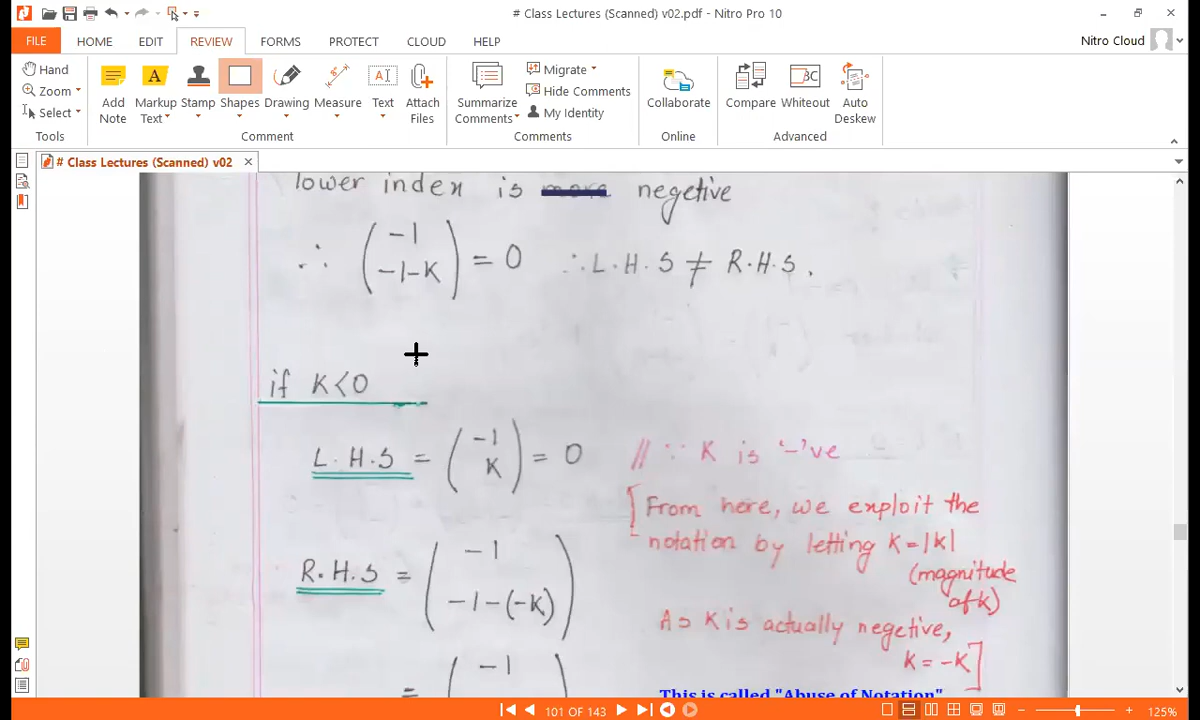 # Class Lectures (Scanned) v02.pdf - Nitro Pro 10
FILE HOME EDIT REVIEW FORMS PROTECT CLOUD HELP Nitro Cloud
Hand
Zoom
Select
Tools
Add Note
Markup Text
Stamp
Shapes
Drawing
Measure
Text
Attach Files
Comment
Summarize Comments
Migrate
Hide Comments
My Identity
Comments
Collaborate
Online
Compare
Whiteout
Auto Deskew
Advanced
# Class Lectures (Scanned) v02
lower index is negetive
∴ (-1 / -1-K) = 0 ∴ L.H.S ≠ R.H.S.
if K<0
L.H.S = (-1 / K) = 0 // ∵ K is '-'ve
[From here, we exploit the
notation by letting K=|K|
(magnitude
of K)
R.H.S = (-1 / -1-(-K))
As K is actually negetive,
K = -K]
= (-1
This is called "Abuse of Notation"
101 OF 143 125%